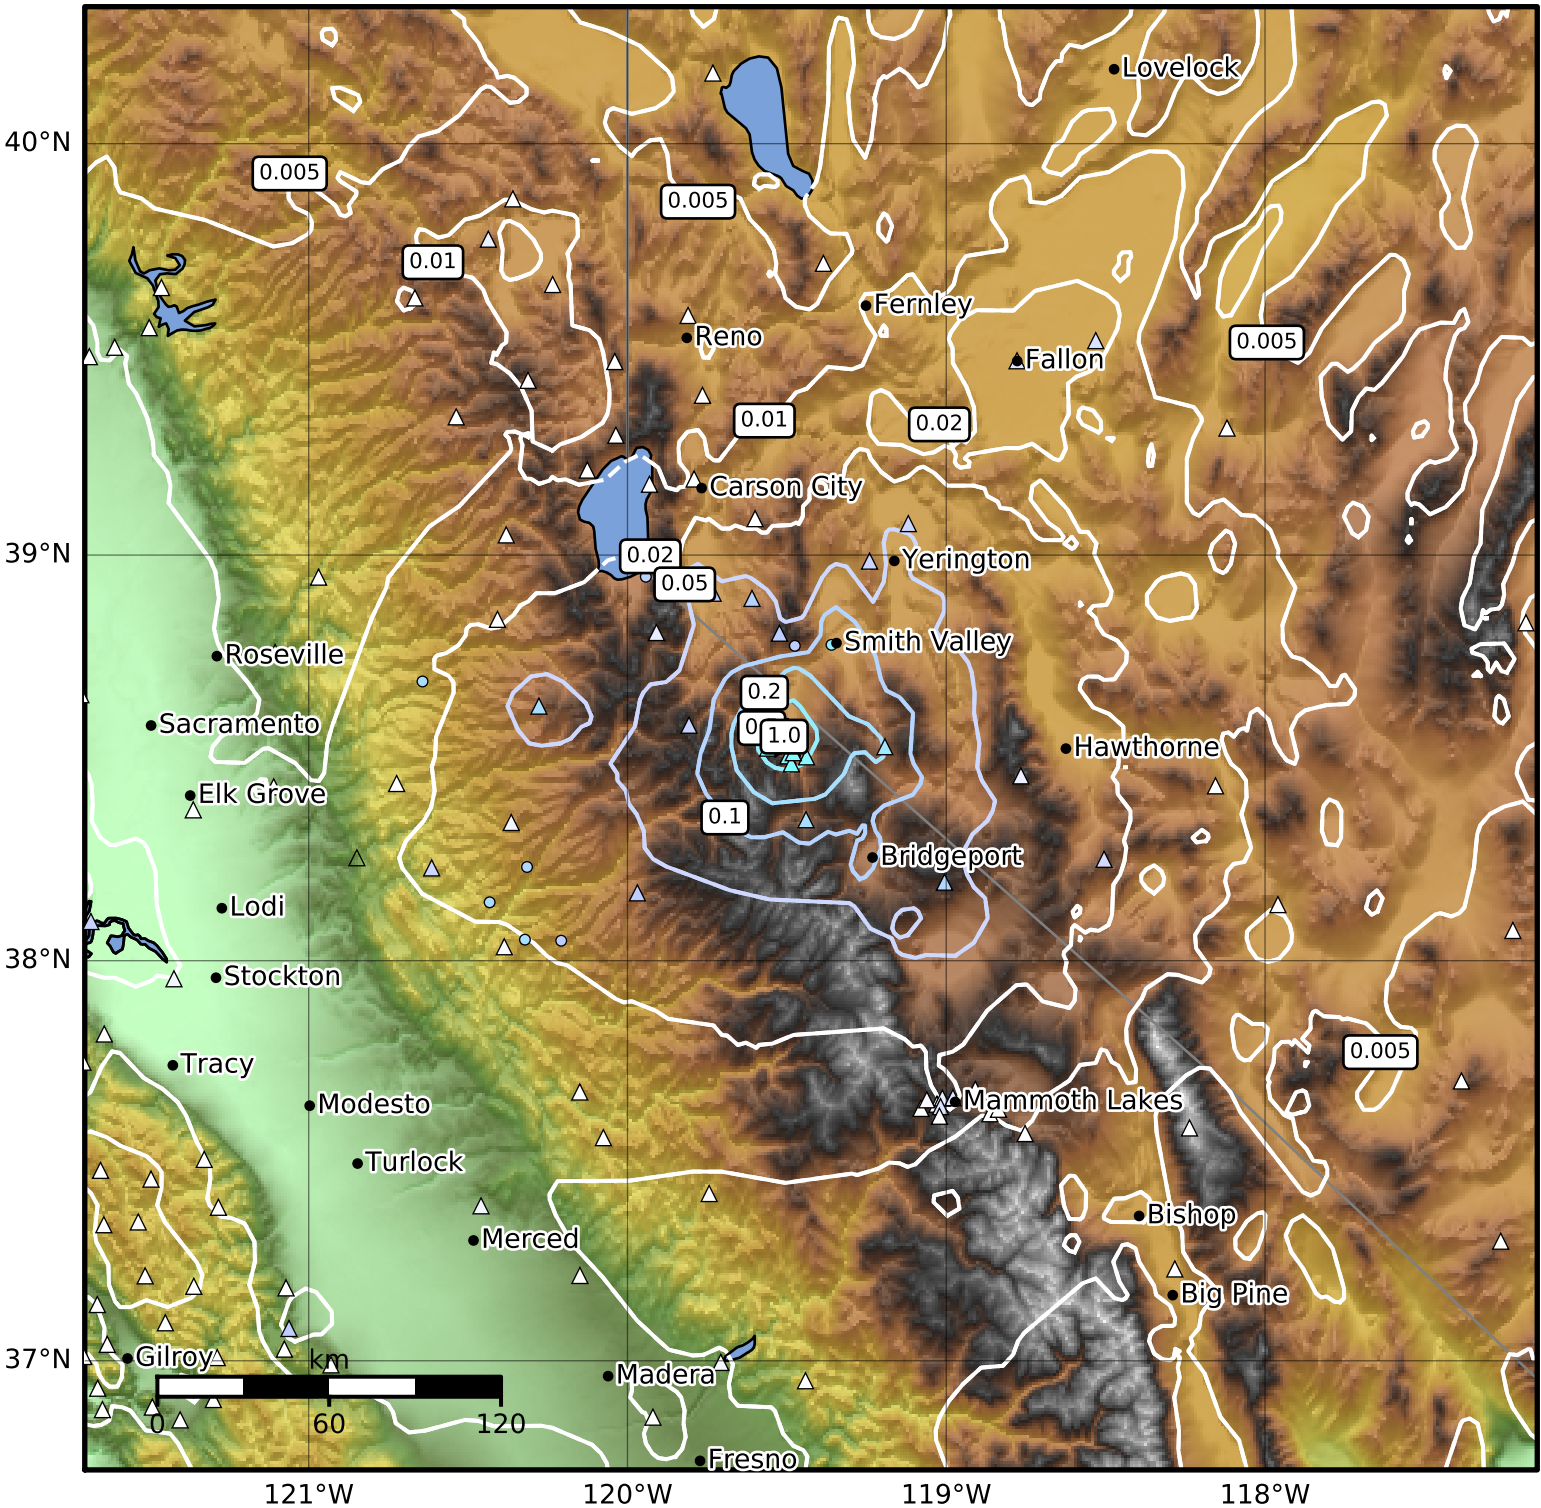 Lovelock
40°N
0.005
0.005
0.01
Fernley
Reno
0.005
Fallon
0.01
0.02
Carson City
39°N
0.02
Yerington
0.05
Smith Valley
Roseville
0.2
Sacramento
1.0
Hawthorne
Elk Grove
0.1
Bridgeport
Lodi
38°N
Stockton
0.005
Tracy
Mammoth Lakes
Modesto
Turlock
Bishop
Merced
Big Pine
37°N
Gilroy
km
Madera
0 60 120
Fresno
121°W 120°W 119°W 118°W